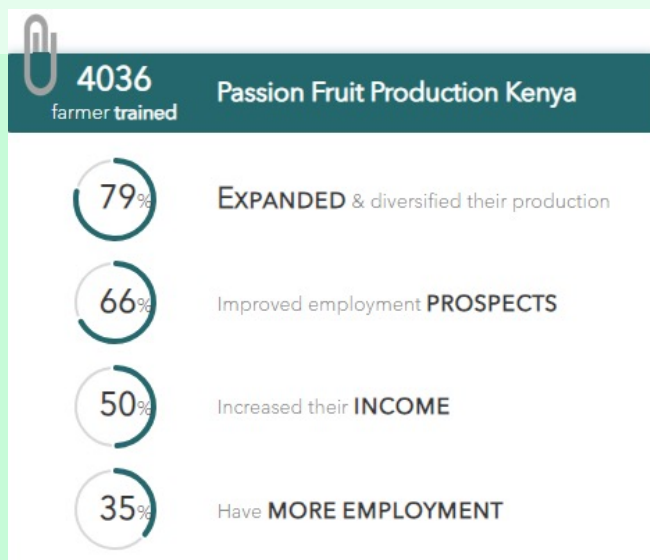 4036
farmer trained
Passion Fruit Production Kenya
79%
EXPANDED & diversified their production
66%
Improved employment PROSPECTS
50%
Increased their INCOME
35%
Have MORE EMPLOYMENT